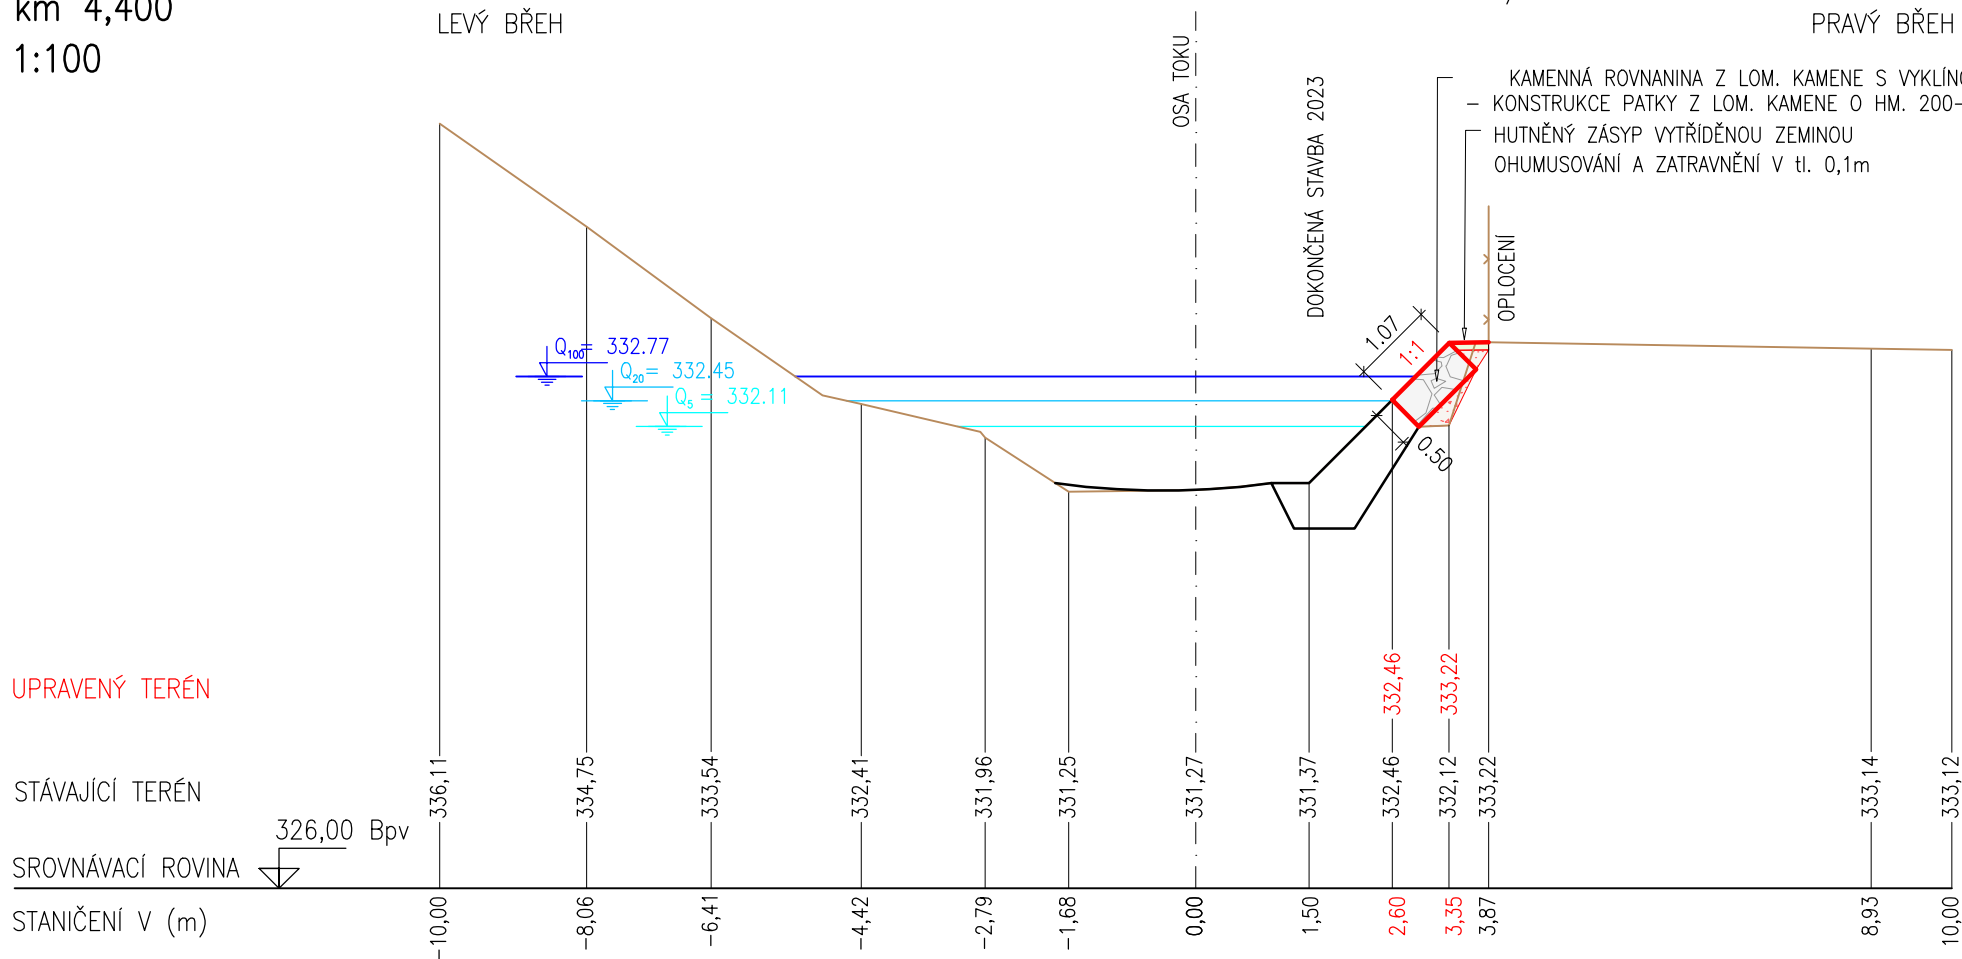 km 4,400
1:100
LEVÝ BŘEH
OSA TOKU
DOKONČENÁ STAVBA 2023
PRAVÝ BŘEH
KAMENNÁ ROVNANINA Z LOM. KAMENE S
- KONSTRUKCE PATKY Z LOM. KAMENE O HM. 200-
HUTNĚNÝ ZÁSYP VYTŘÍDĚNOU ZEMINOU
OHUMUSOVÁNÍ A ZATRAVNĚNÍ V tl. 0,1m
OPLOCENÍ
1.07
1:1
0.50
Q100= 332.77
Q20= 332.45
Q5 = 332.11
UPRAVENÝ TERÉN
332,46
333,22
STÁVAJÍCÍ TERÉN
336,11
334,75
333,54
332,41
331,96
331,25
331,27
331,37
332,46
332,12
333,22
333,14
333,12
326,00 Bpv
SROVNÁVACÍ ROVINA
STANIČENÍ V (m)
-10,00
-8,06
-6,41
-4,42
-2,79
-1,68
0,00
1,50
2,60
3,35
3,87
8,93
10,00